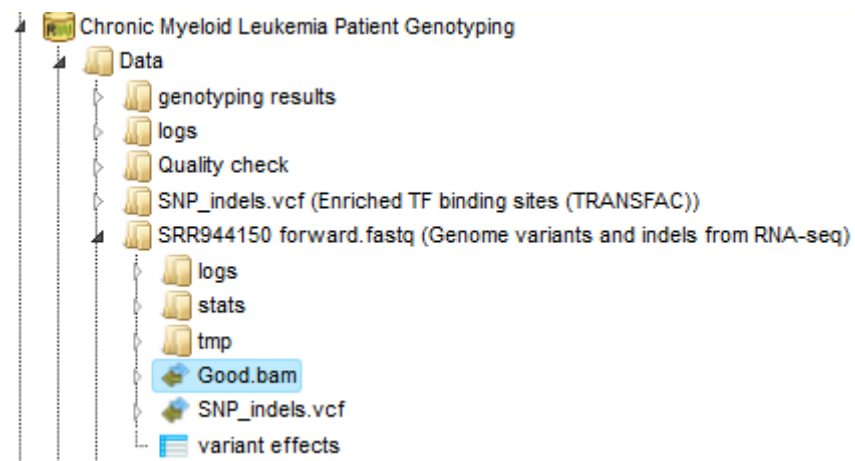 Chronic Myeloid Leukemia Patient Genotyping
Data
genotyping results
logs
Quality check
SNP_indels.vcf (Enriched TF binding sites (TRANSFAC))
SRR944150 forward.fastq (Genome variants and indels from RNA-seq)
logs
stats
tmp
Good.bam
SNP_indels.vcf
variant effects